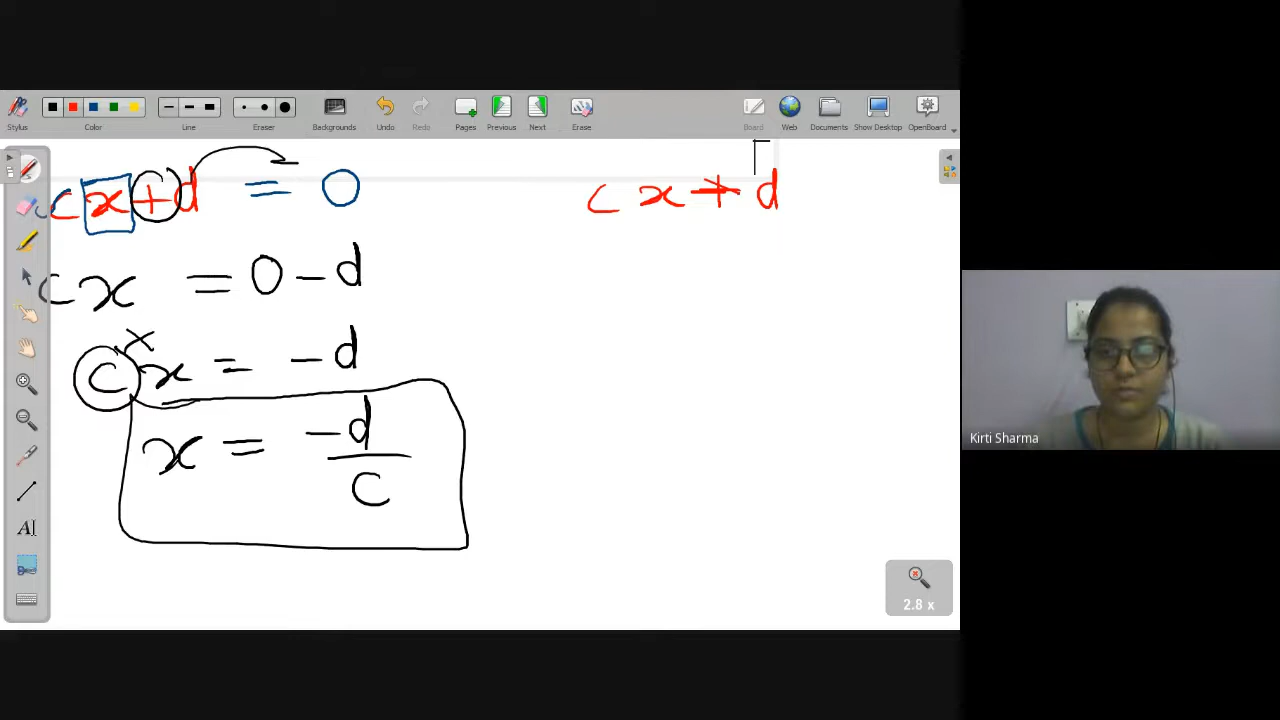 Stylus Color Line Eraser Backgrounds Undo Redo Pages Previous Next Erase Board Web Documents Show Desktop OpenBoard
cx+d = 0
cx+d
cx = 0-d
cx = -d
x = -d/c
Kirti Sharma
2.8 x